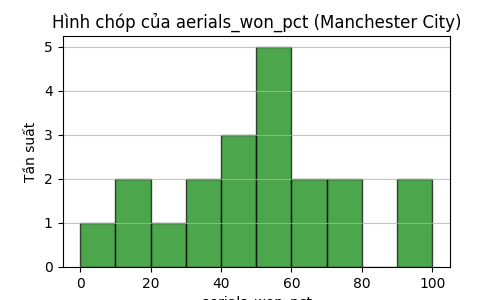 Hình chóp của aerials_won_pct (Manchester City)
Tần suất
5
4
3
2
1
0
0 20 40 60 80 100
aerials_won_pct